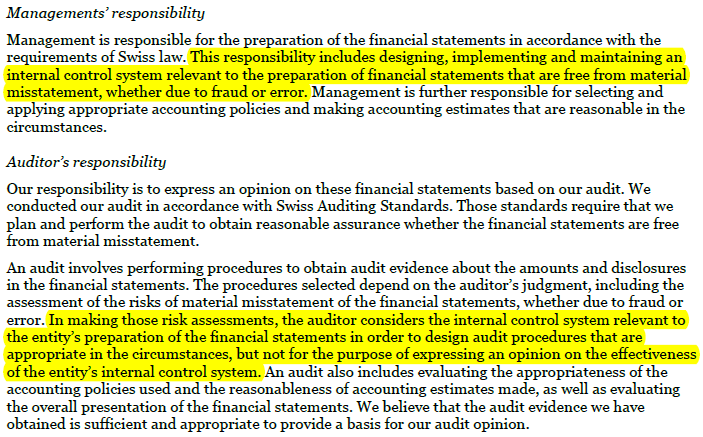 Managements' responsibility
Management is responsible for the preparation of the financial statements in accordance with the
requirements of Swiss law. This responsibility includes designing, implementing and maintaining an
internal control system relevant to the preparation of financial statements that are free from material
misstatement, whether due to fraud or error. Management is further responsible for selecting and
applying appropriate accounting policies and making accounting estimates that are reasonable in the
circumstances.
Auditor's responsibility
Our responsibility is to express an opinion on these financial statements based on our audit. We
conducted our audit in accordance with Swiss Auditing Standards. Those standards require that we
plan and perform the audit to obtain reasonable assurance whether the financial statements are free
from material misstatement.
An audit involves performing procedures to obtain audit evidence about the amounts and disclosures
in the financial statements. The procedures selected depend on the auditor's judgment, including the
assessment of the risks of material misstatement of the financial statements, whether due to fraud or
error. In making those risk assessments, the auditor considers the internal control system relevant to
the entity's preparation of the financial statements in order to design audit procedures that are
appropriate in the circumstances, but not for the purpose of expressing an opinion on the effectiveness
of the entity's internal control system. An audit also includes evaluating the appropriateness of the
accounting policies used and the reasonableness of accounting estimates made, as well as evaluating
the overall presentation of the financial statements. We believe that the audit evidence we have
obtained is sufficient and appropriate to provide a basis for our audit opinion.